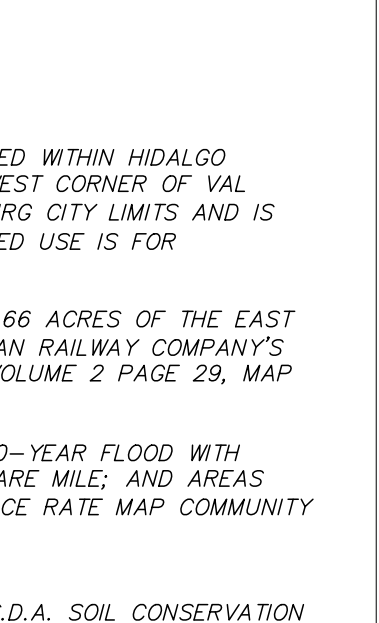 ED WITHIN HIDALGO
EST CORNER OF VAL
RG CITY LIMITS AND IS
ED USE IS FOR
66 ACRES OF THE EAST
AN RAILWAY COMPANY'S
OLUME 2 PAGE 29, MAP
0-YEAR FLOOD WITH
ARE MILE; AND AREAS
CE RATE MAP COMMUNITY
.D.A. SOIL CONSERVATION